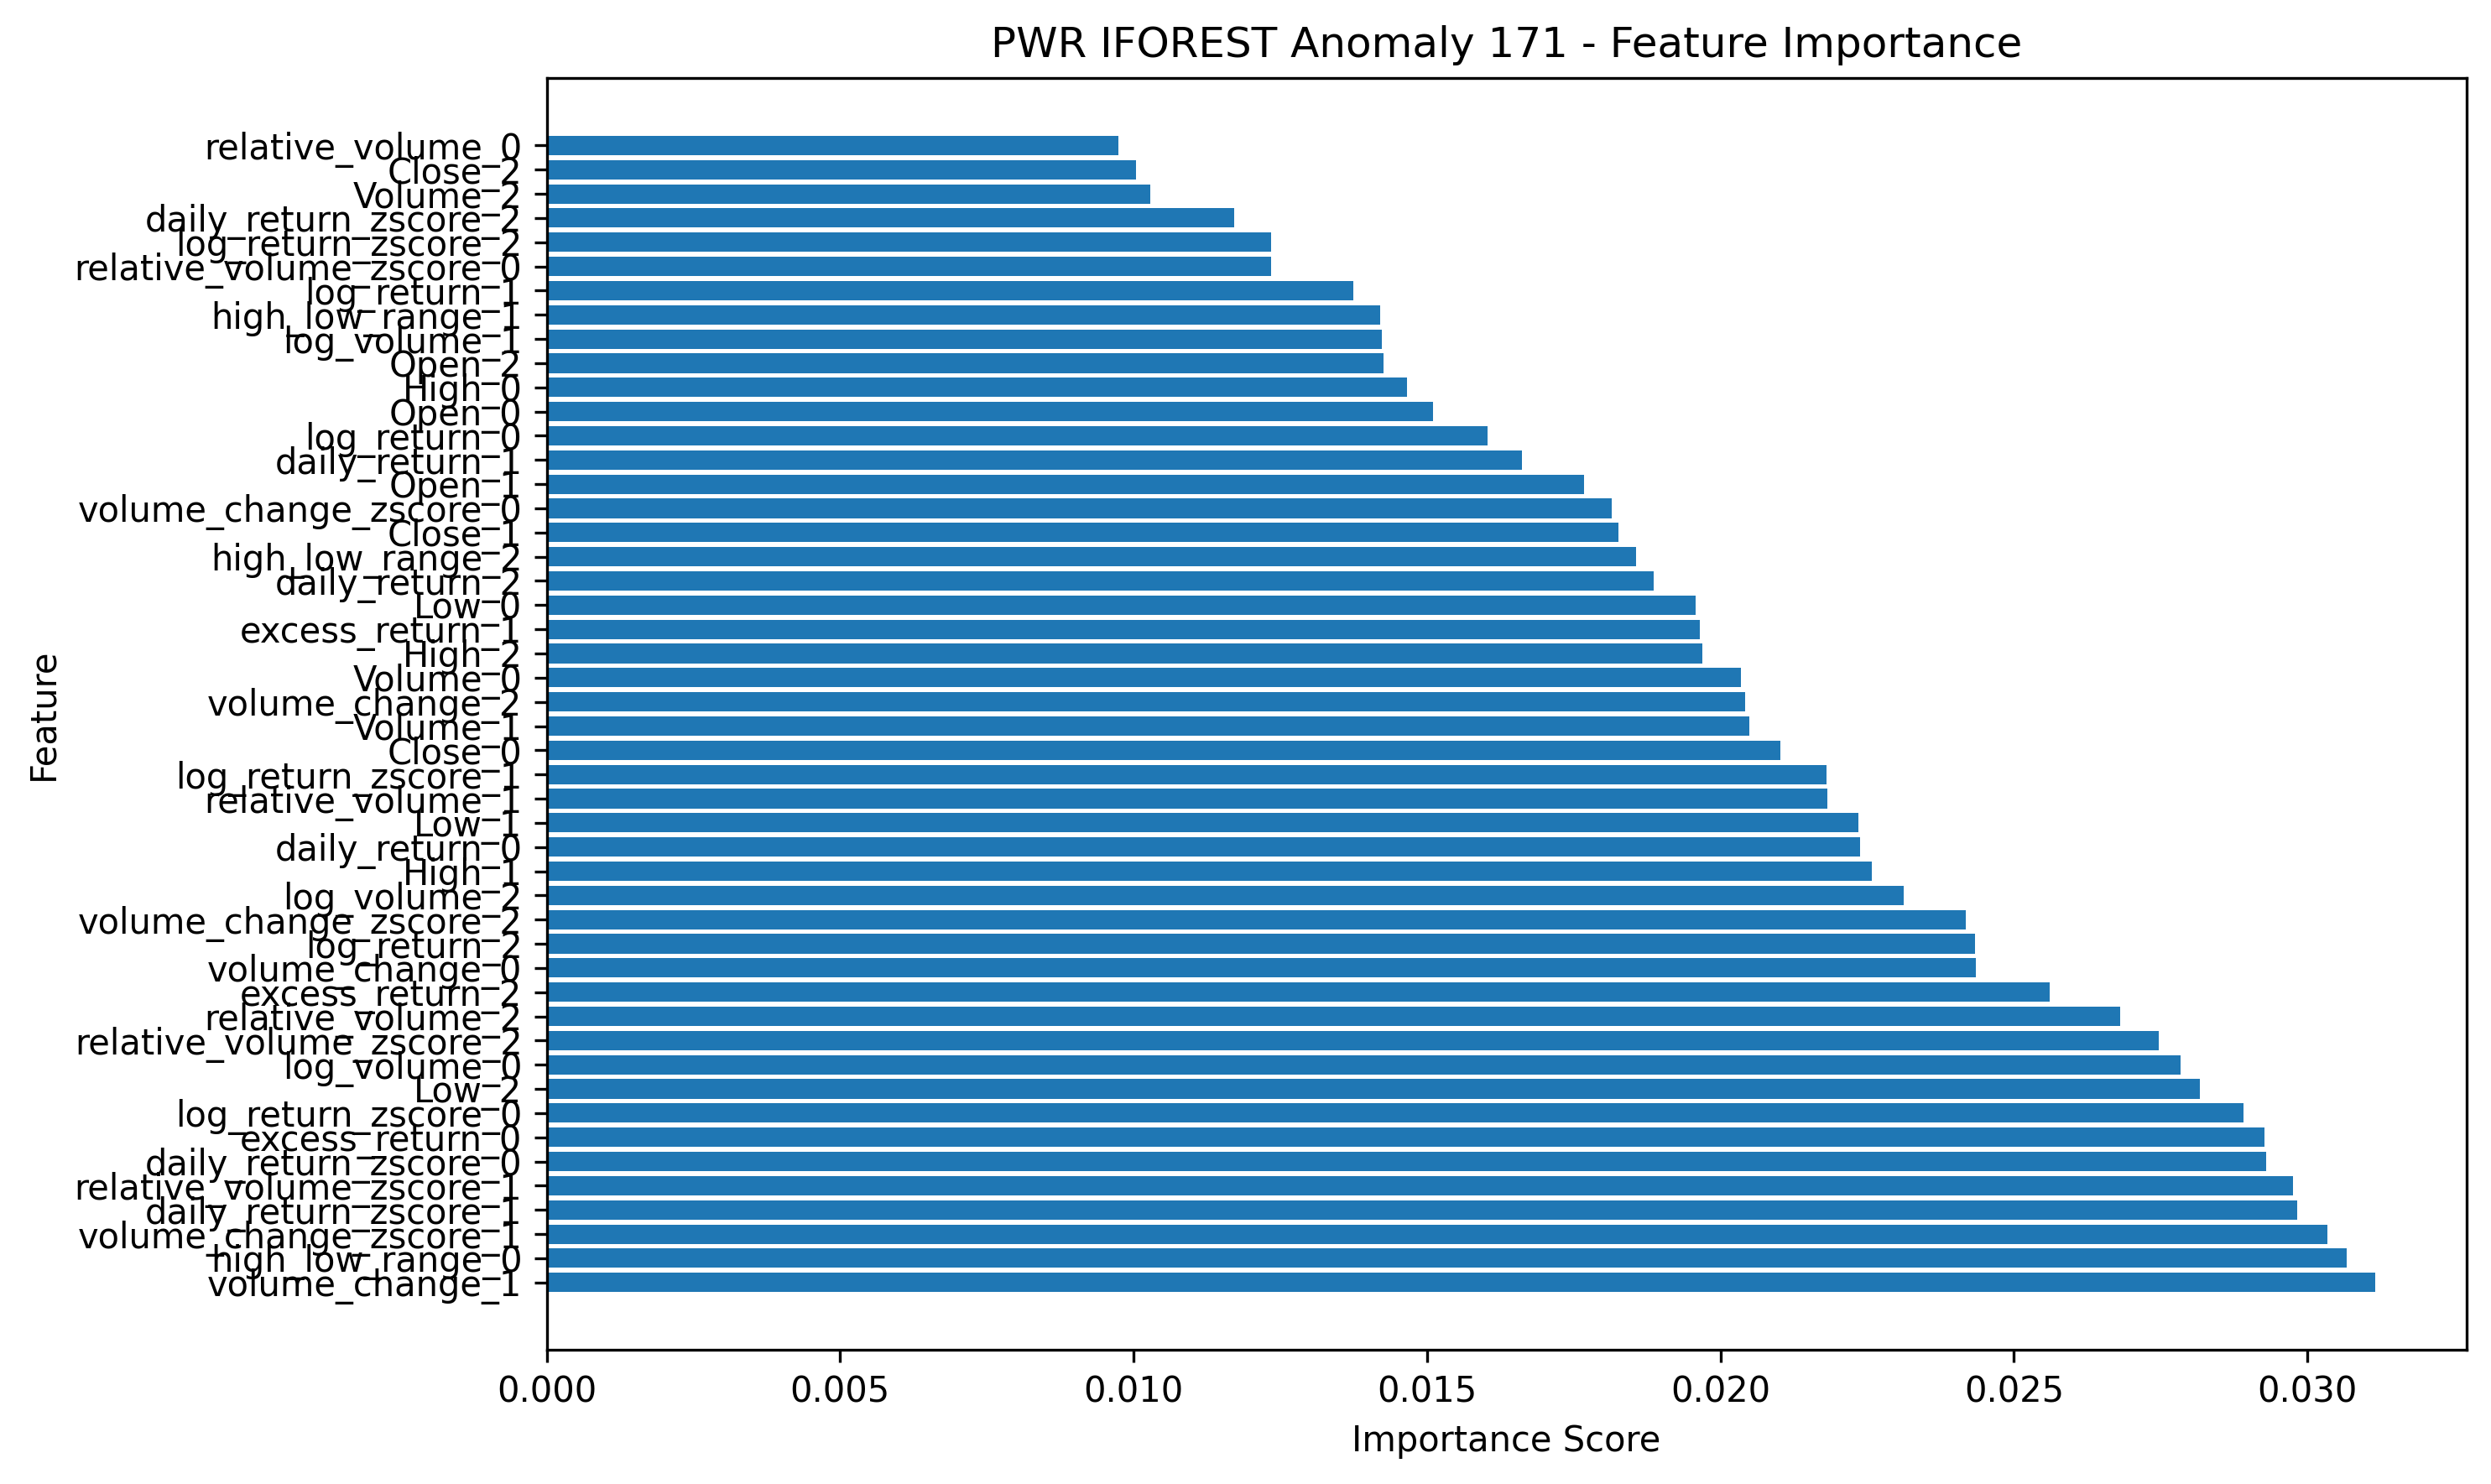 PWR IFOREST Anomaly 171 - Feature Importance
relative_volume_0
Close_2
Volume_2
daily_return_zscore_2
log_return_zscore_2
relative_volume_zscore_0
log_return_1
high_low_range_1
log_volume_1
Open_2
High_0
Open_0
log_return_0
daily_return_1
Open_1
volume_change_zscore_0
Close_1
high_low_range_2
daily_return_2
Low_0
excess_return_1
High_2
Volume_0
volume_change_2
Volume_1
Close_0
log_return_zscore_1
relative_volume_1
Low_1
daily_return_0
High_1
log_volume_2
volume_change_zscore_2
log_return_2
volume_change_0
excess_return_2
relative_volume_2
relative_volume_zscore_2
log_volume_0
Low_2
log_return_zscore_0
excess_return_0
daily_return_zscore_0
relative_volume_zscore_1
daily_return_zscore_1
volume_change_zscore_1
high_low_range_0
volume_change_1
Feature
0.000 0.005 0.010 0.015 0.020 0.025 0.030
Importance Score